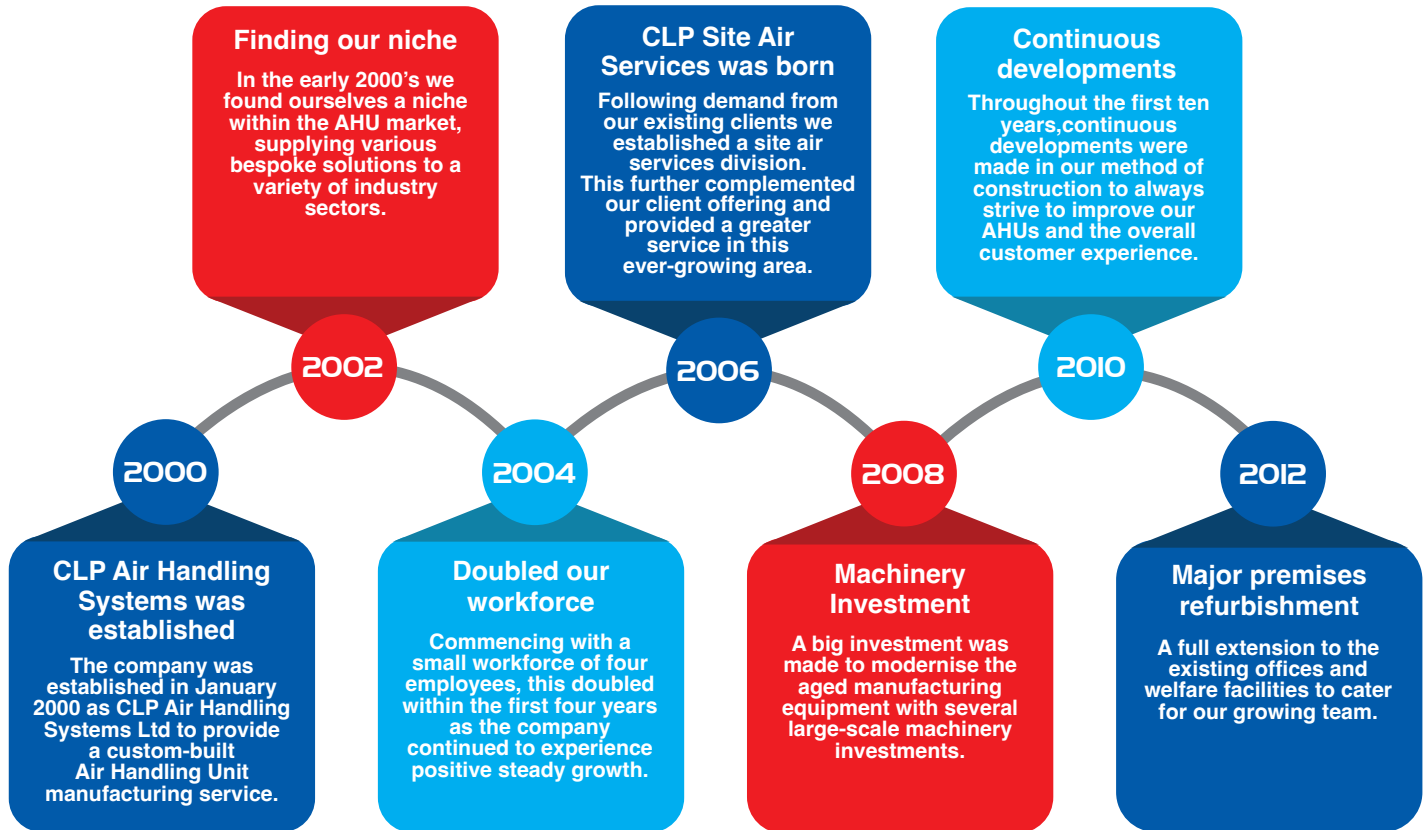 Finding our niche
In the early 2000's we
found ourselves a niche
within the AHU market,
supplying various
bespoke solutions to a
variety of industry
sectors.
CLP Site Air
Services was born
Following demand from
our existing clients we
established a site air
services division.
This further complemented
our client offering and
provided a greater
service in this
ever-growing area.
Continuous
developments
Throughout the first ten
years,continuous
developments were
made in our method of
construction to always
strive to improve our
AHUs and the overall
customer experience.
2002
2006
2010
2000
2004
2008
2012
CLP Air Handling
Systems was
established
The company was
established in January
2000 as CLP Air Handling
Systems Ltd to provide
a custom-built
Air Handling Unit
manufacturing service.
Doubled our
workforce
Commencing with a
small workforce of four
employees, this doubled
within the first four years
as the company
continued to experience
positive steady growth.
Machinery
Investment
A big investment was
made to modernise the
aged manufacturing
equipment with several
large-scale machinery
investments.
Major premises
refurbishment
A full extension to the
existing offices and
welfare facilities to cater
for our growing team.